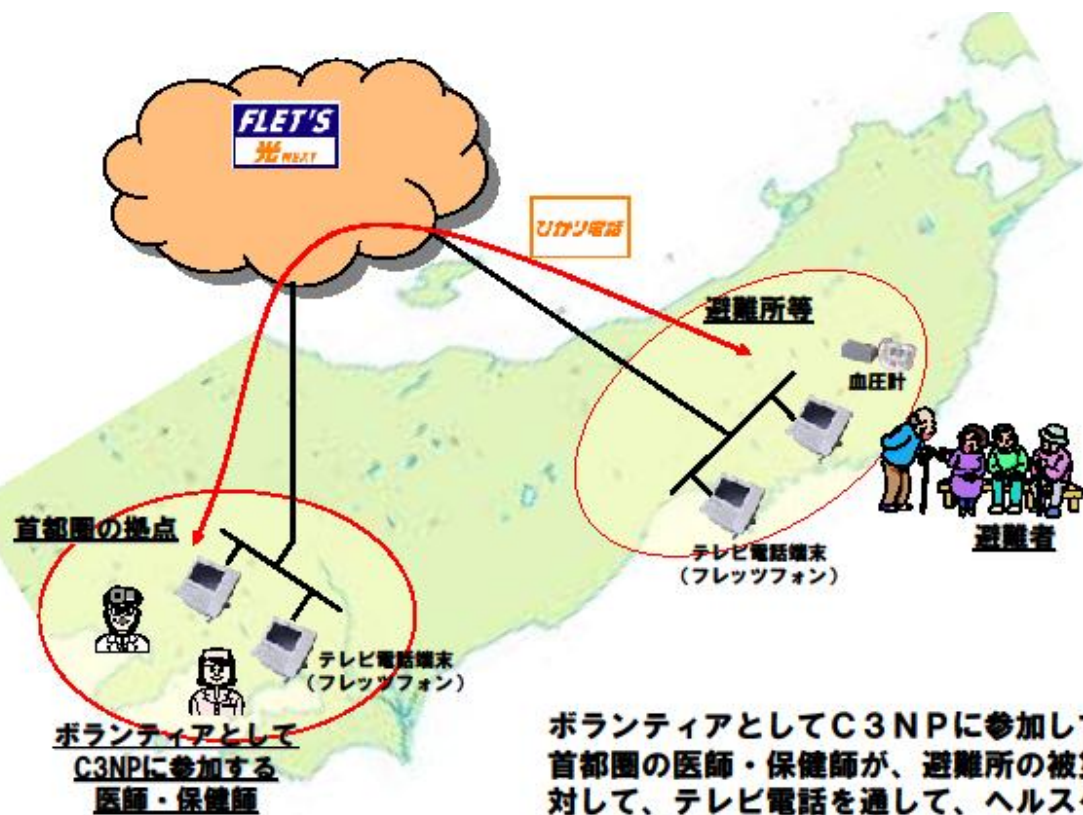 FLET'S
光 NEXT
ひかり電話
避難所等
血圧計
避難者
テレビ電話端末
(フレッツフォン)
首都圏の拠点
テレビ電話端末
(フレッツフォン)
ボランティアとして
C3NPに参加する
医師・保健師
ボランティアとしてC3NPに参加し
首都圏の医師・保健師が、避難所の被
対して、テレビ電話を通して、ヘルス